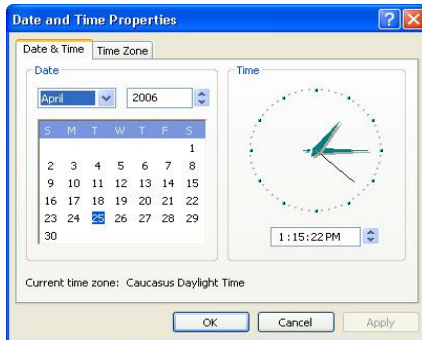 Date and Time Properties
Date & Time Time Zone
Date
Time
April 2006
S M T W T F S
1
2 3 4 5 6 7 8
9 10 11 12 13 14 15
16 17 18 19 20 21 22
23 24 25 26 27 28 29
30
1:15:22 PM
Current time zone: Caucasus Daylight Time
OK Cancel Apply